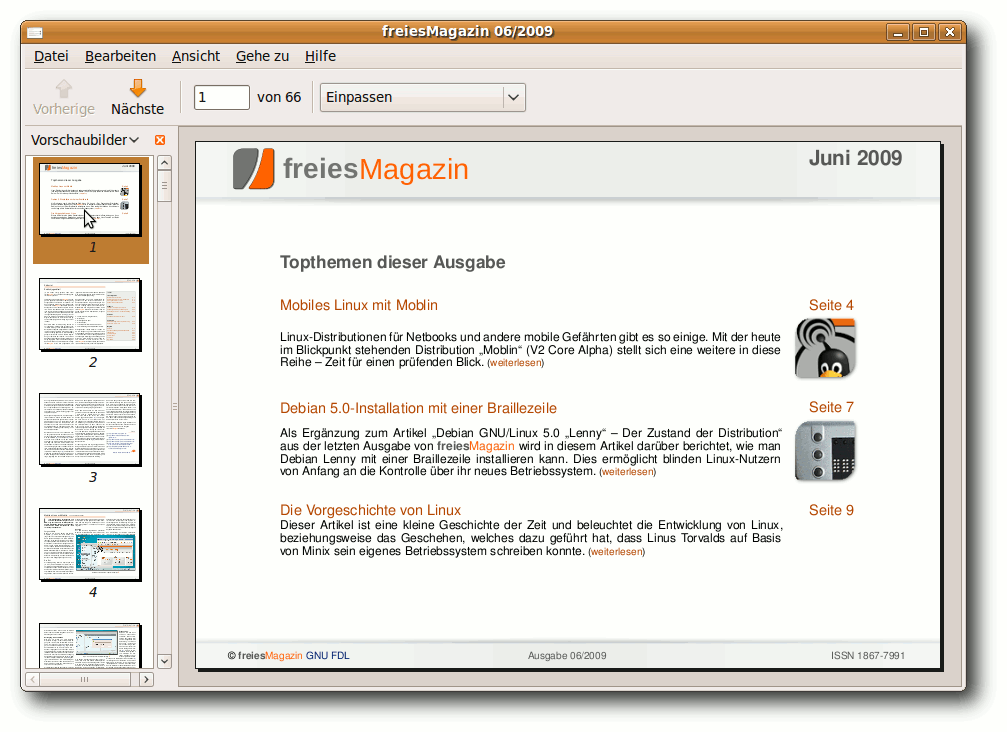 freiesMagazin 06/2009
Datei Bearbeiten Ansicht Gehe zu Hilfe
Vorherige Nächste 1 von 66 Einpassen
Vorschaubilder
1
2
3
4
freiesMagazin Juni 2009
Topthemen dieser Ausgabe
Mobiles Linux mit Moblin Seite 4
Linux-Distributionen für Netbooks und andere mobile Gefährten gibt es so einige. Mit der heute
im Blickpunkt stehenden Distribution „Moblin“ (V2 Core Alpha) stellt sich eine weitere in diese
Reihe – Zeit für einen prüfenden Blick. (weiterlesen)
Debian 5.0-Installation mit einer Braillezeile Seite 7
Als Ergänzung zum Artikel „Debian GNU/Linux 5.0 „Lenny“ – Der Zustand der Distribution“
aus der letzten Ausgabe von freiesMagazin wird in diesem Artikel darüber berichtet, wie man
Debian Lenny mit einer Braillezeile installieren kann. Dies ermöglicht blinden Linux-Nutzern
von Anfang an die Kontrolle über ihr neues Betriebssystem. (weiterlesen)
Die Vorgeschichte von Linux Seite 9
Dieser Artikel ist eine kleine Geschichte der Zeit und beleuchtet die Entwicklung von Linux,
beziehungsweise das Geschehen, welches dazu geführt hat, dass Linus Torvalds auf Basis
von Minix sein eigenes Betriebssystem schreiben konnte. (weiterlesen)
© freiesMagazin GNU FDL Ausgabe 06/2009 ISSN 1867-7991